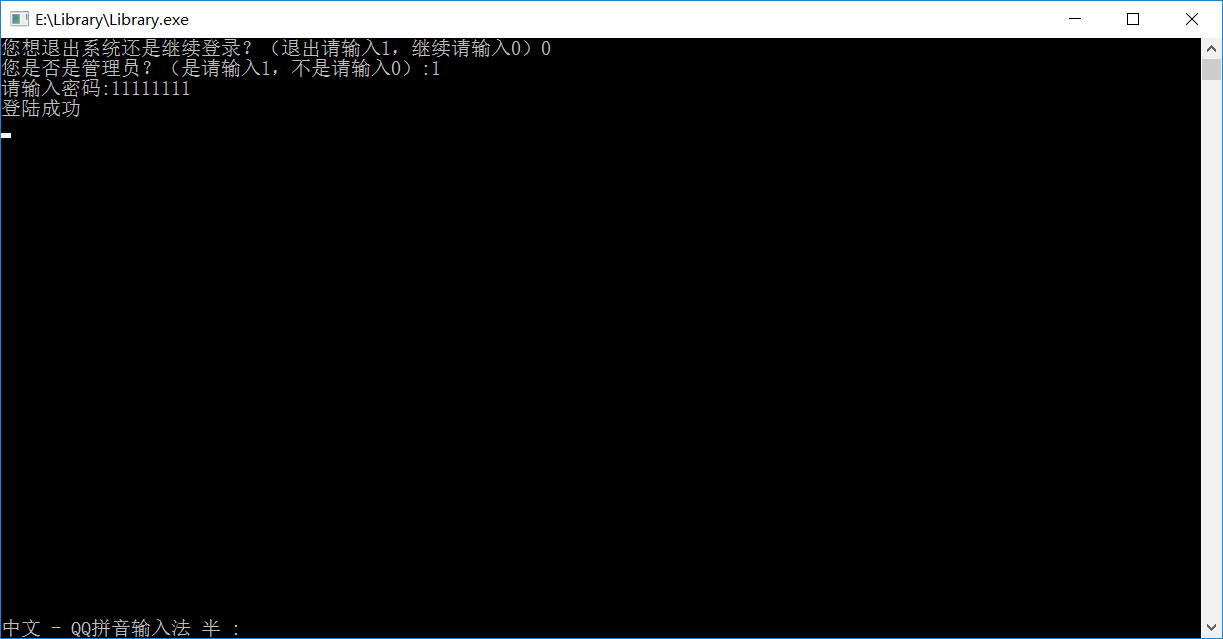 E:\Library\Library.exe
您想退出系统还是继续登录？（退出请输入1，继续请输入0）0
您是否是管理员？（是请输入1，不是请输入0）:1
请输入密码:11111111
登陆成功
中文 - QQ拼音输入法 半 :